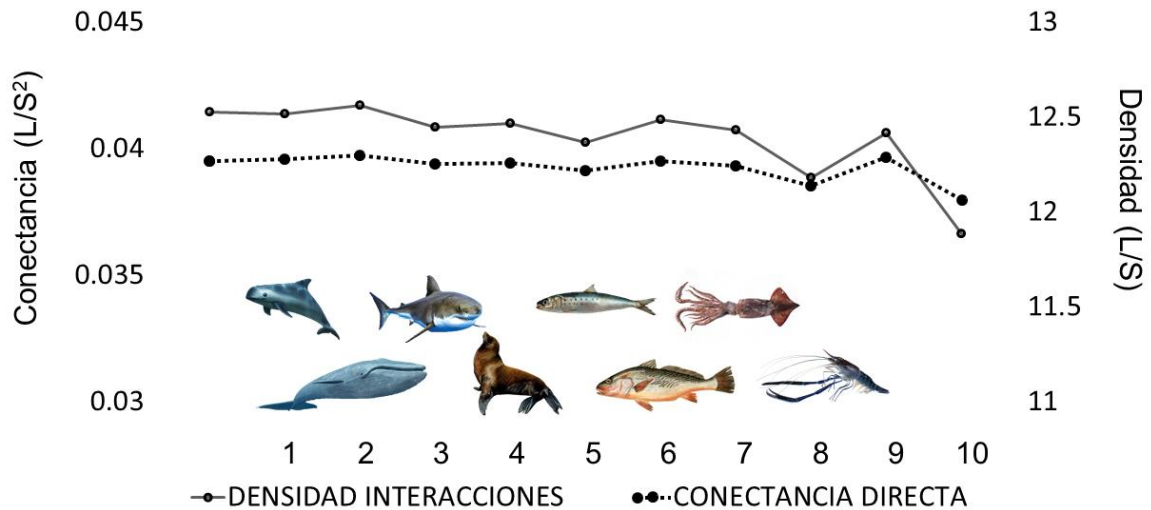 0.045
0.04
0.035
0.03
Conectancia (L/S²)
13
12.5
12
11.5
11
Densidad (L/S)
1 2 3 4 5 6 7 8 9 10
DENSIDAD INTERACCIONES CONECTANCIA DIRECTA